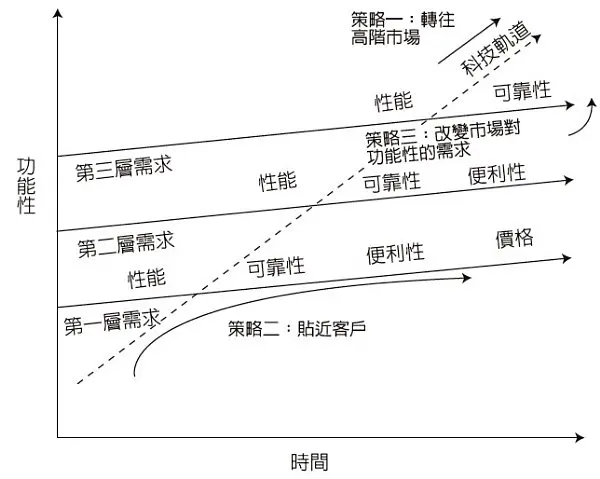 策略一：轉往
高階市場
科技軌道
性能
可靠性
策略三：改變市場對
功能性的需求
第三層需求
性能
可靠性
便利性
功能性
第二層需求
性能
可靠性
便利性
價格
第一層需求
策略二：貼近客戶
時間